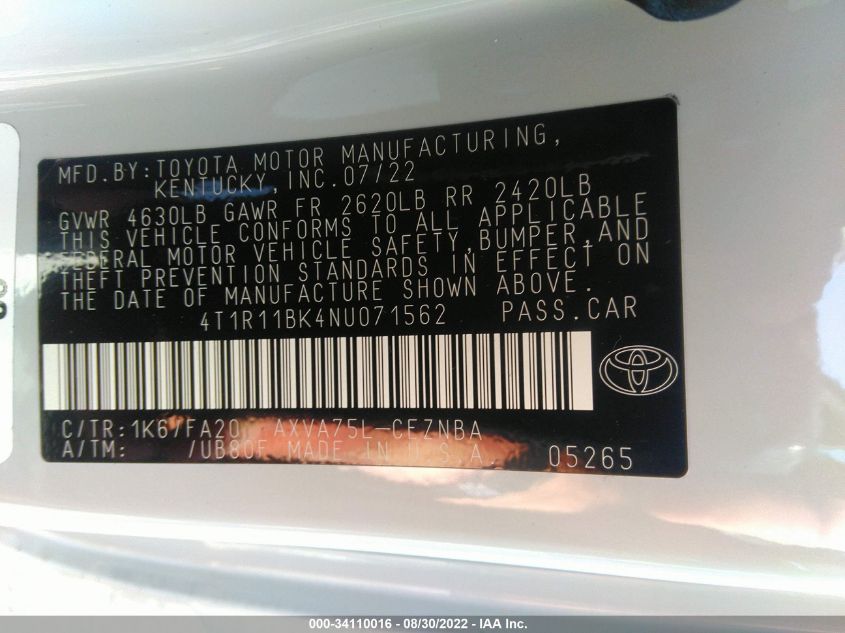 MFD.BY:TOYOTA MOTOR MANUFACTURING,
KENTUCKY,INC.07/22
GVWR 4630LB GAWR FR 2620LB RR 2420LB
THIS VEHICLE CONFORMS TO ALL APPLICABLE
FEDERAL MOTOR VEHICLE SAFETY,BUMPER,AND
THEFT PREVENTION STANDARDS IN EFFECT ON
THE DATE OF MANUFACTURE SHOWN ABOVE.
4T1R11BK4NU071562 PASS.CAR
C/TR:1K6/FA20 AXVA75L-CEZNBA
A/TM: /UB80F MADE IN U.S.A 05265
000-34110016 - 08/30/2022 - IAA Inc.